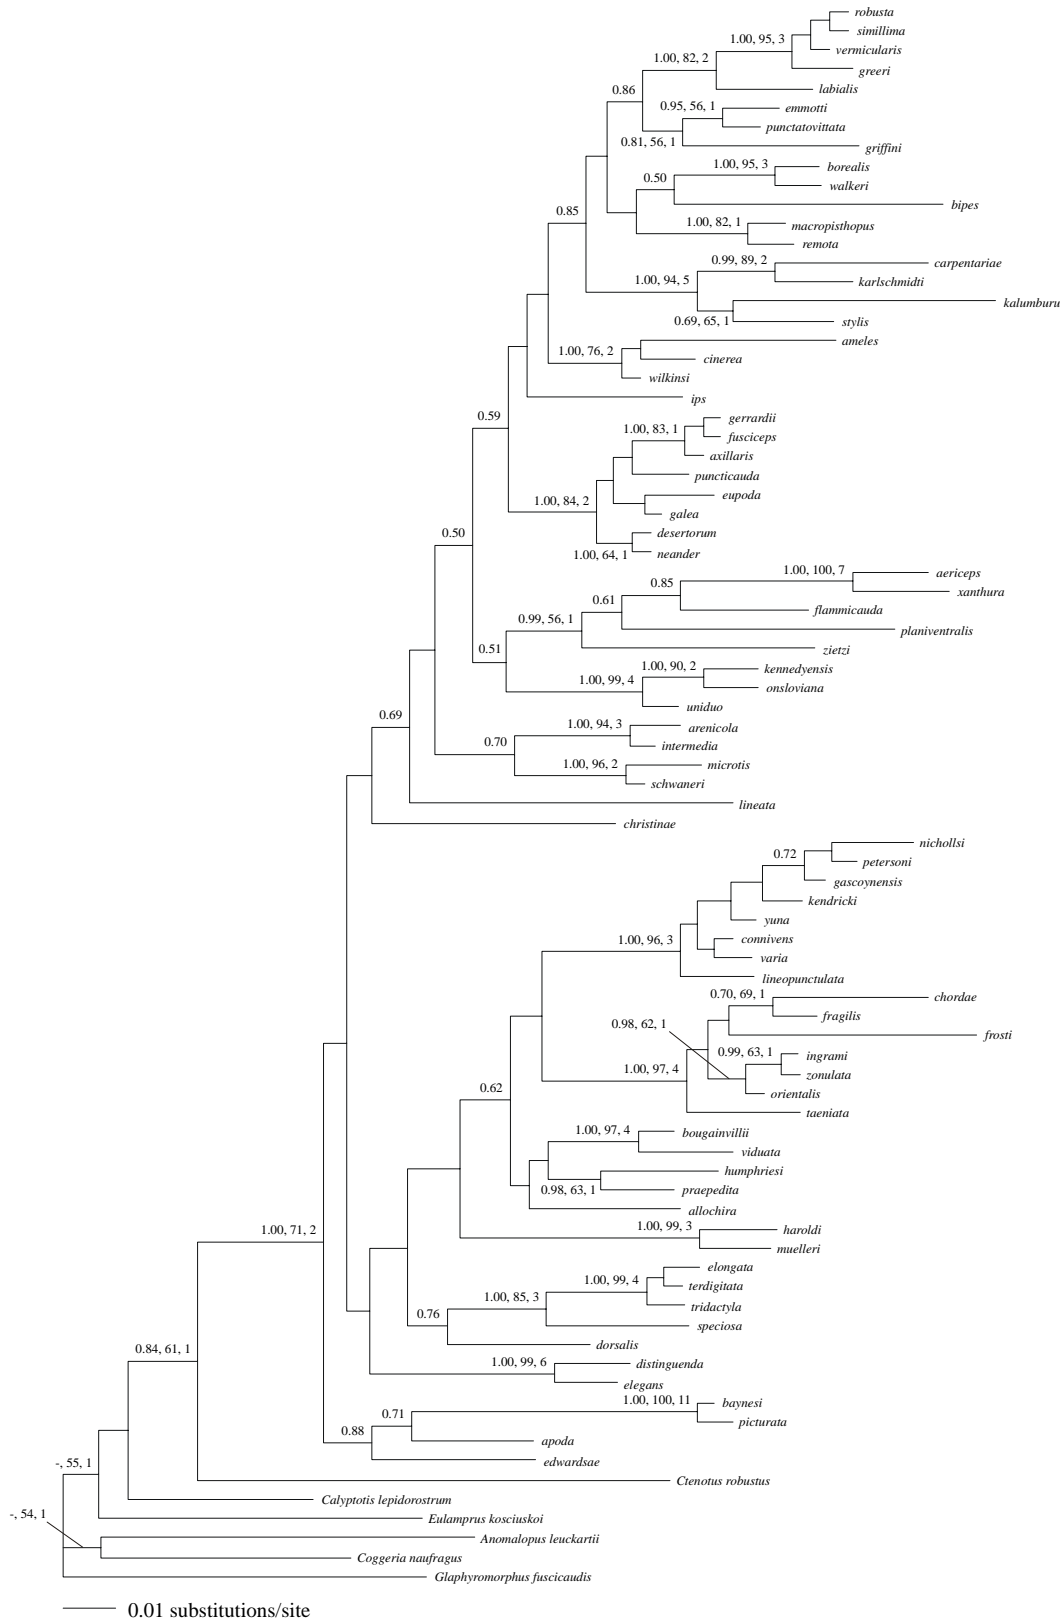 robusta
simillima
1.00, 95, 3
vermicularis
1.00, 82, 2
greeri
labialis
0.86
0.95, 56, 1
emmotti
punctatovittata
0.81, 56, 1
griffini
1.00, 95, 3
borealis
0.50
walkeri
bipes
0.85
1.00, 82, 1
macropisthopus
remota
0.99, 89, 2
carpentariae
1.00, 94, 5
karlschmidti
kalumburu
0.69, 65, 1
stylis
ameles
1.00, 76, 2
cinerea
wilkinsi
ips
0.59
gerrardii
1.00, 83, 1
fusciceps
axillaris
puncticauda
1.00, 84, 2
eupoda
galea
0.50
desertorum
1.00, 64, 1
neander
1.00, 100, 7
aericeps
0.85
xanthura
0.61
flammicauda
0.99, 56, 1
planiventralis
0.51
zietzi
1.00, 90, 2
kennedyensis
1.00, 99, 4
onsloviana
uniduo
0.69
1.00, 94, 3
arenicola
0.70
intermedia
1.00, 96, 2
microtis
schwaneri
lineata
christinae
nichollsi
0.72
petersoni
gascoynensis
kendricki
yuna
1.00, 96, 3
connivens
varia
lineopunctulata
0.70, 69, 1
chordae
fragilis
0.98, 62, 1
frosti
0.99, 63, 1
ingrami
1.00, 97, 4
zonulata
orientalis
0.62
taeniata
1.00, 97, 4
bougainvillii
viduata
humphriesi
0.98, 63, 1
praepedita
allochira
1.00, 71, 2
1.00, 99, 3
haroldi
muelleri
elongata
1.00, 99, 4
terdigitata
1.00, 85, 3
tridactyla
0.76
speciosa
dorsalis
0.84, 61, 1
1.00, 99, 6
distinguenda
elegans
1.00, 100, 11
baynesi
0.71
picturata
0.88
apoda
edwardsae
-, 55, 1
Ctenotus robustus
Calyptotis lepidorostrum
-, 54, 1
Eulamprus kosciuskoi
Anomalopus leuckartii
Coggeria naufragus
Glaphyromorphus fuscicaudis
0.01 substitutions/site